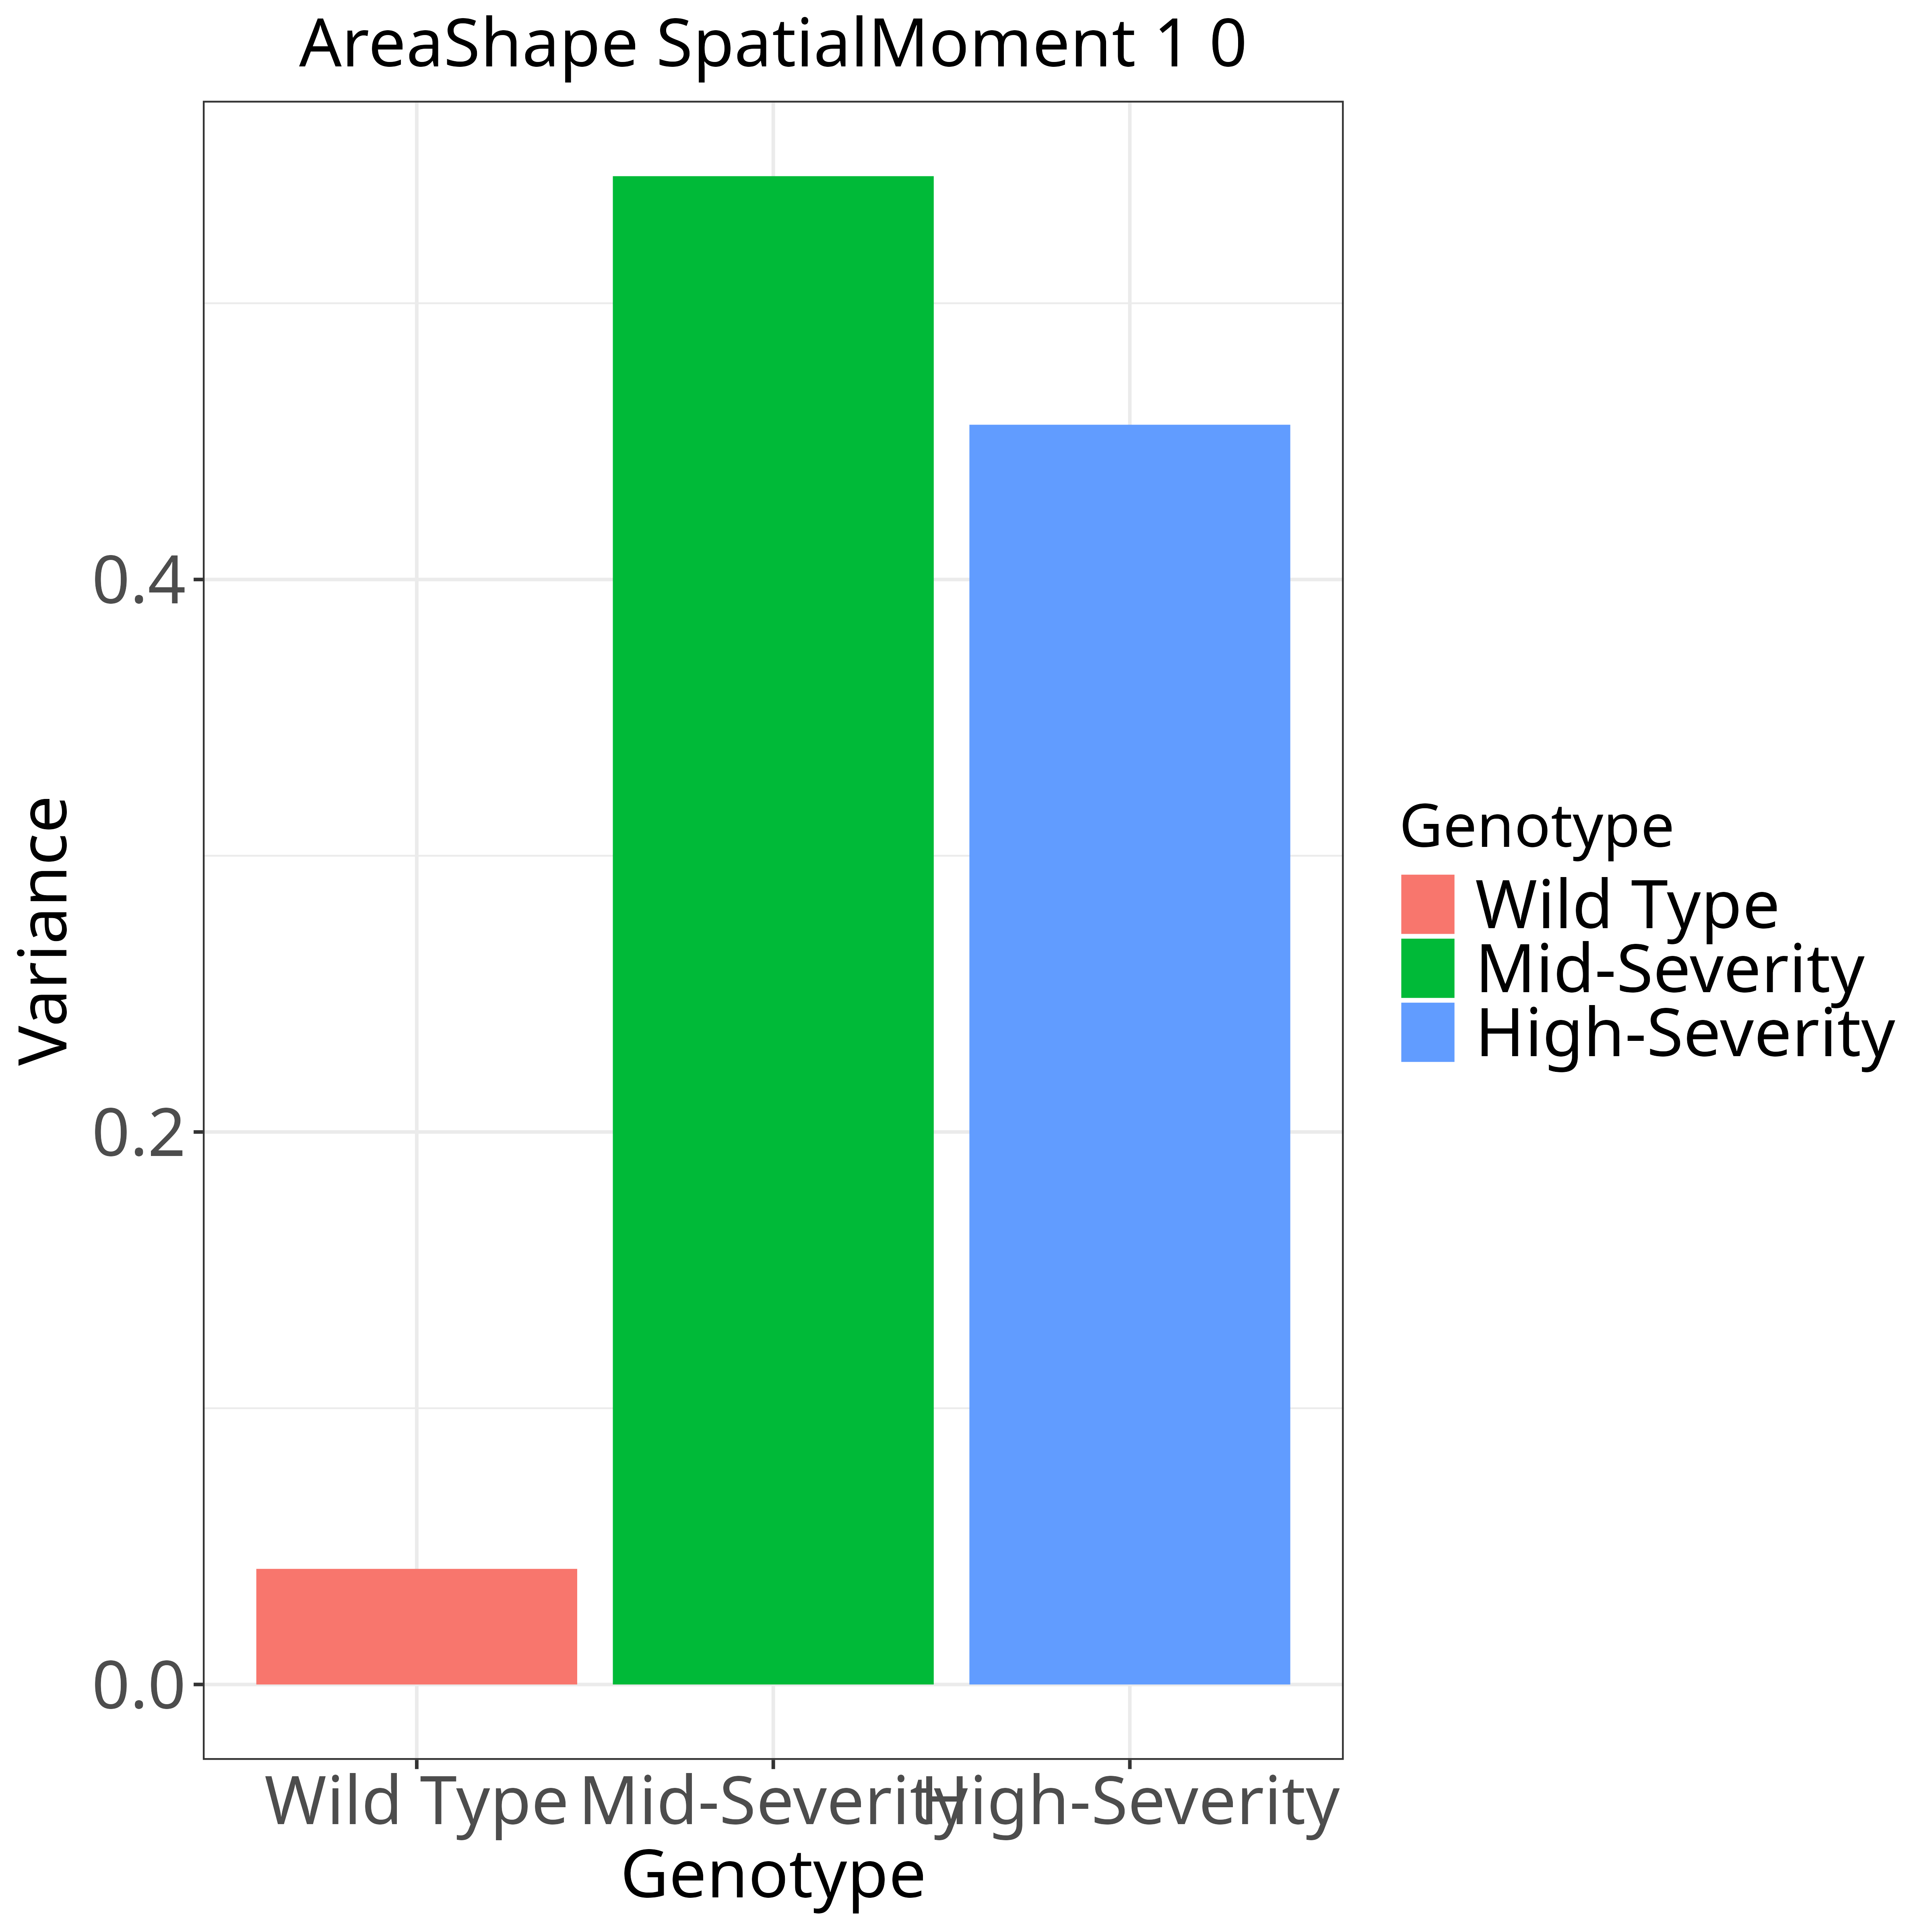 AreaShape SpatialMoment 1 0
Variance
0.4
0.2
0.0
Wild Type Mid-Severity High-Severity
Genotype
Genotype
Wild Type
Mid-Severity
High-Severity